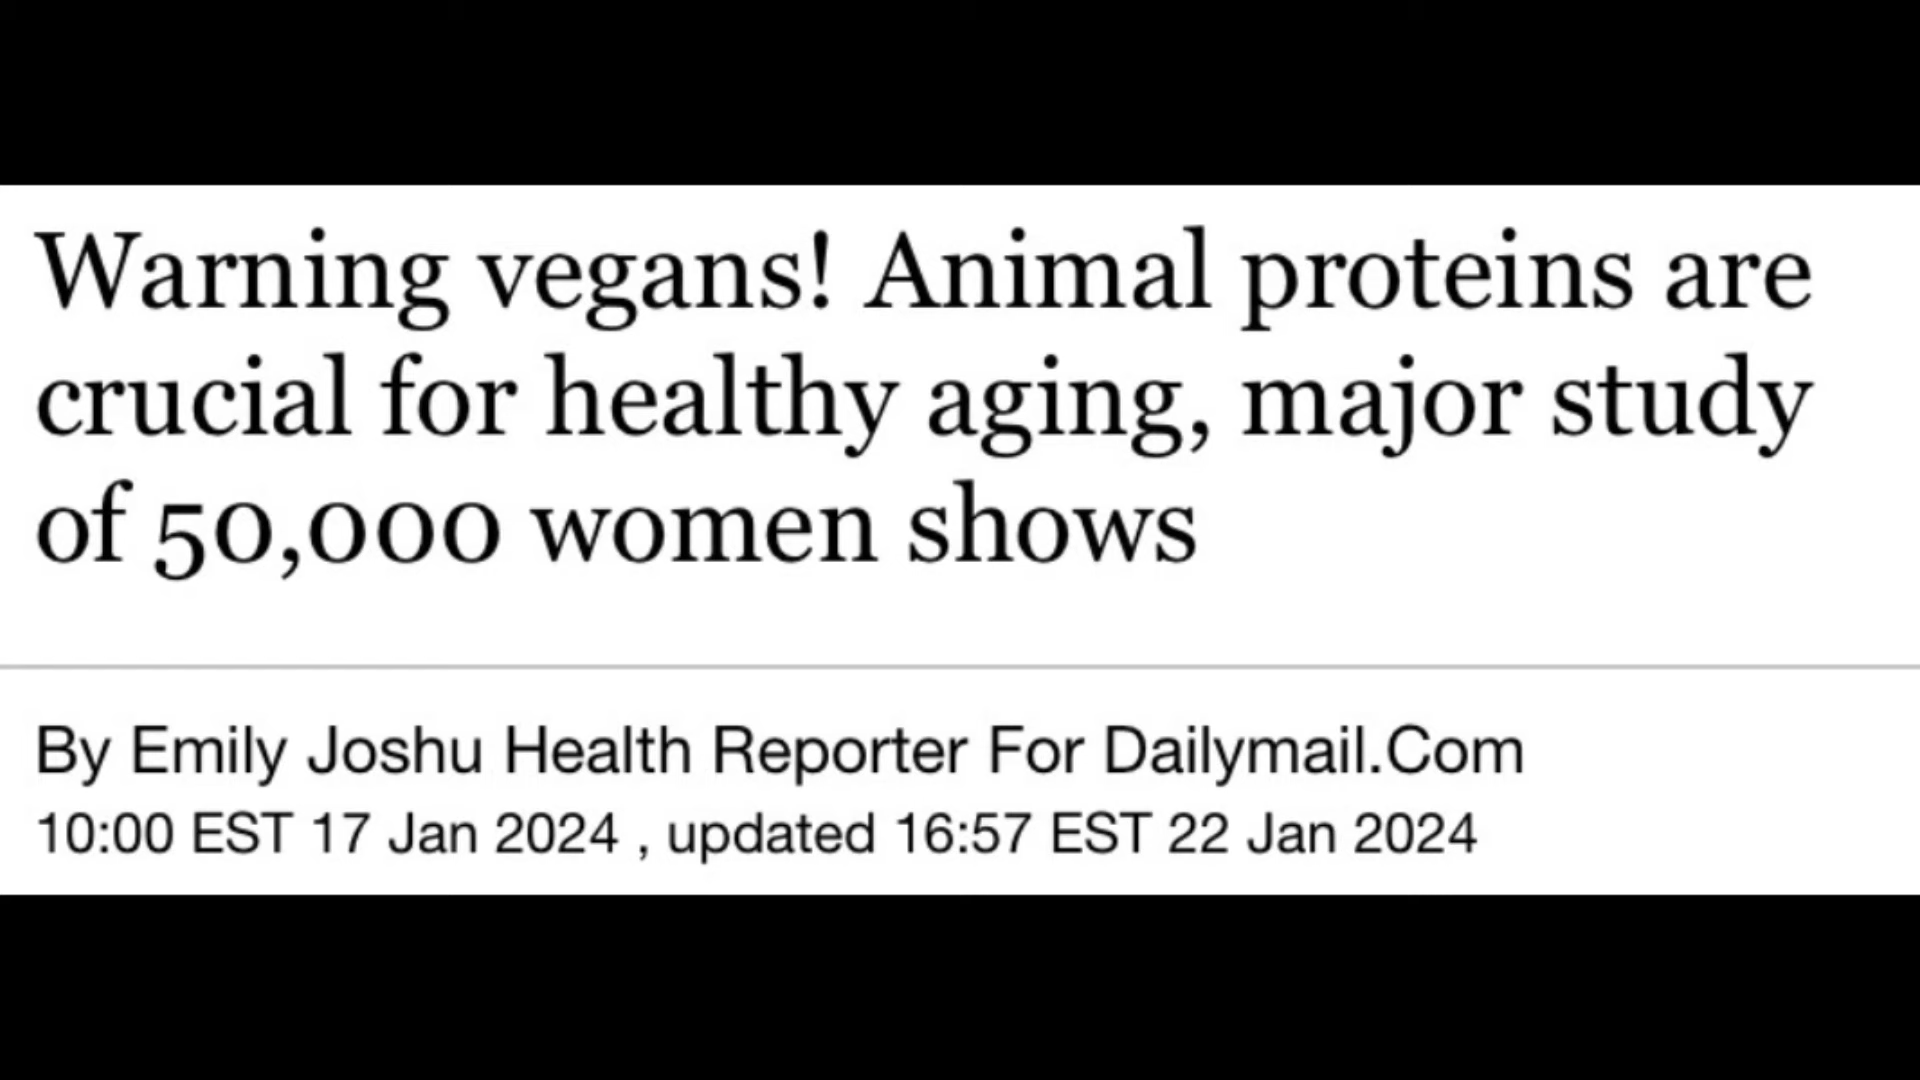 Warning vegans! Animal proteins are
crucial for healthy aging, major study
of 50,000 women shows
By Emily Joshu Health Reporter For Dailymail.Com
10:00 EST 17 Jan 2024 , updated 16:57 EST 22 Jan 2024